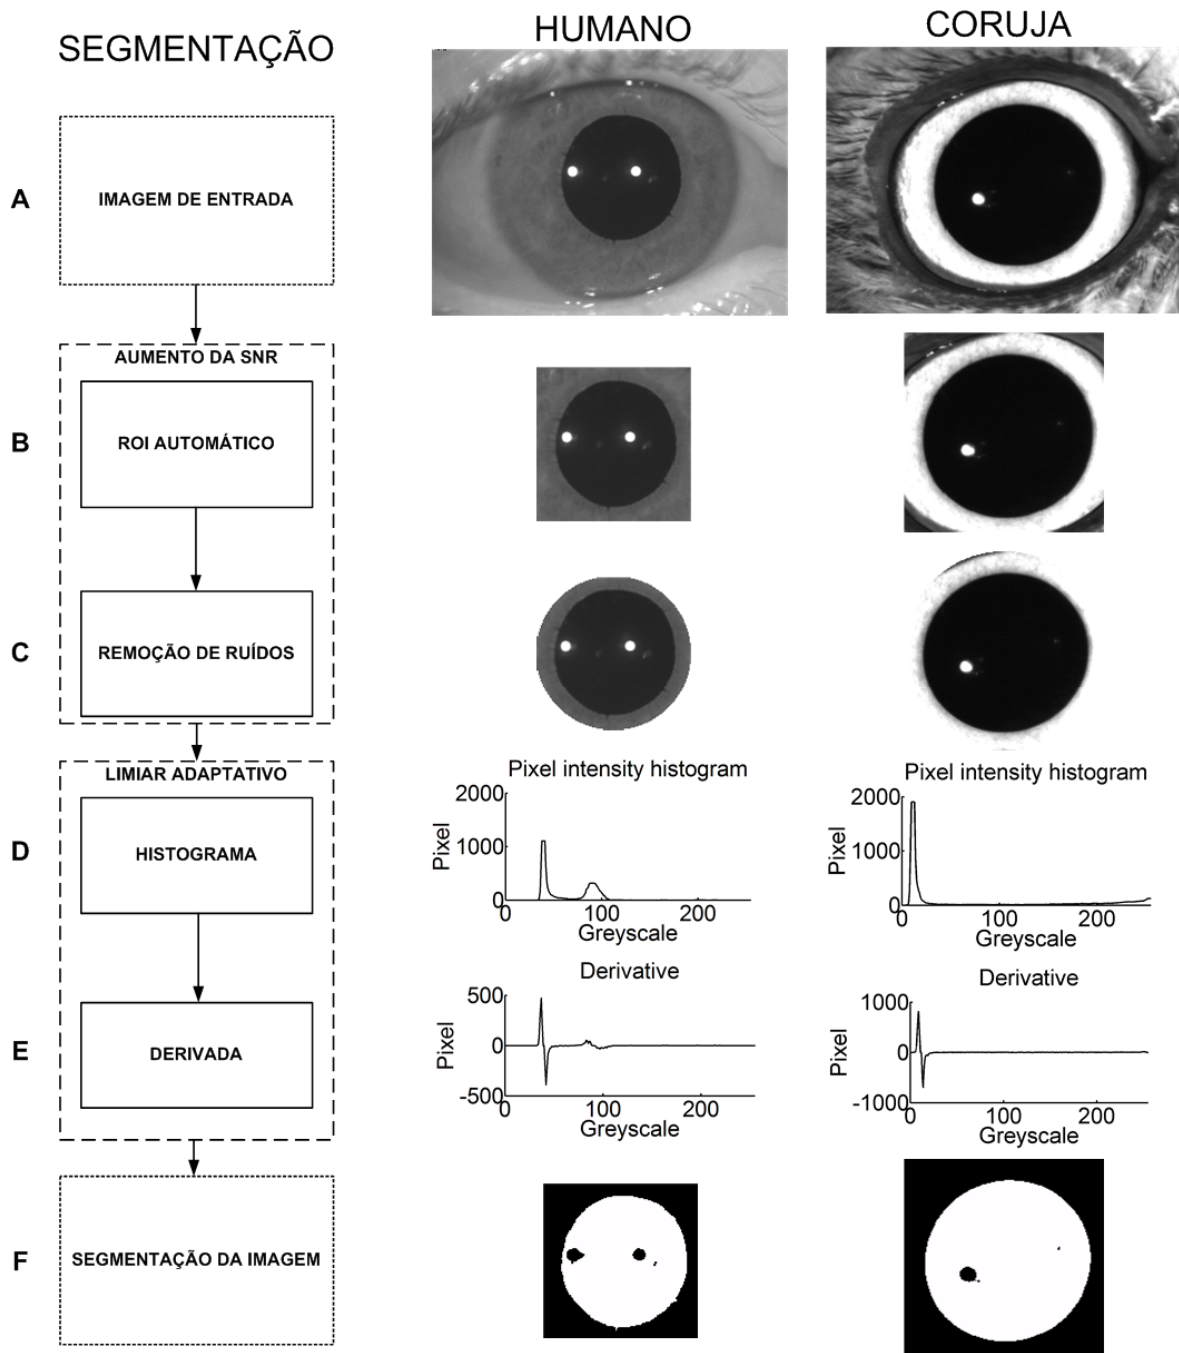 SEGMENTAÇÃO
HUMANO
CORUJA
A
IMAGEM DE ENTRADA
AUMENTO DA SNR
B
ROI AUTOMÁTICO
C
REMOÇÃO DE RUÍDOS
LIMIAR ADAPTATIVO
D
HISTOGRAMA
Pixel intensity histogram
2000
1000
0
Pixel
0 100 200
Greyscale
Pixel intensity histogram
2000
1000
0
Pixel
0 100 200
Greyscale
E
DERIVADA
Derivative
500
0
-500
Pixel
0 100 200
Greyscale
Derivative
1000
0
-1000
Pixel
0 100 200
Greyscale
F
SEGMENTAÇÃO DA IMAGEM